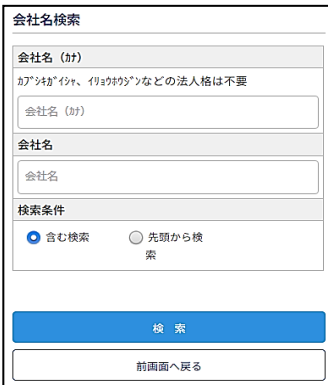 会社名検索
会社名（ｶﾅ）
ｶﾌﾞｼｷｶﾞｲｼｬ、ｲﾘｮｳﾎｳｼﾞﾝなどの法人格は不要
会社名（ｶﾅ）
会社名
会社名
検索条件
含む検索
先頭から検
索
検 索
前画面へ戻る